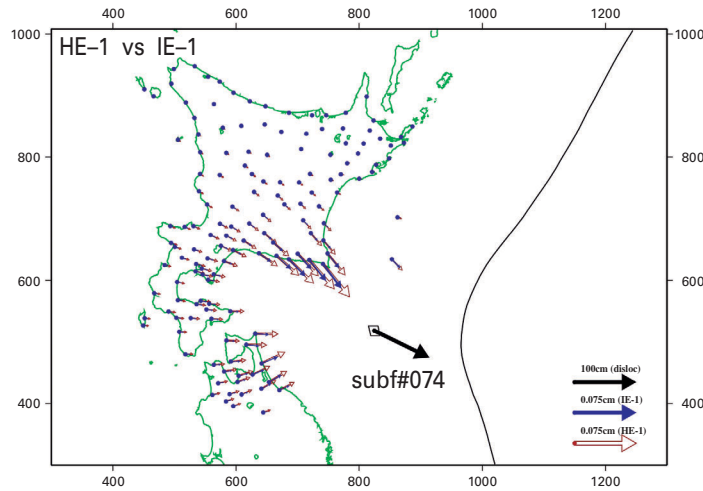 400 600 800 1000 1200
HE–1 vs IE–1
1000 1000
800 800
600 600
400 400
subf#074
100cm (disloc)
0.075cm (IE-1)
0.075cm (HE-1)
400 600 800 1000 1200